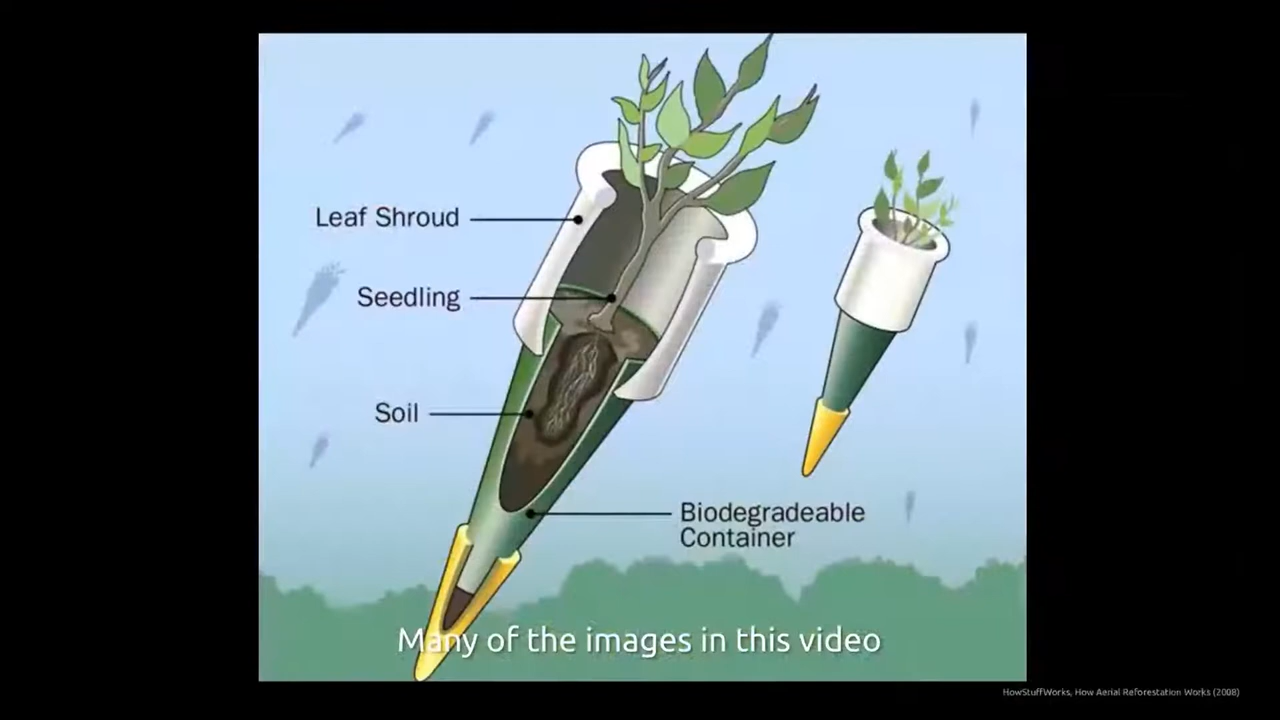 Leaf Shroud
Seedling
Soil
Biodegradeable
Container
Many of the images in this video
HowStuffWorks, How Aerial Reforestation Works (2008)